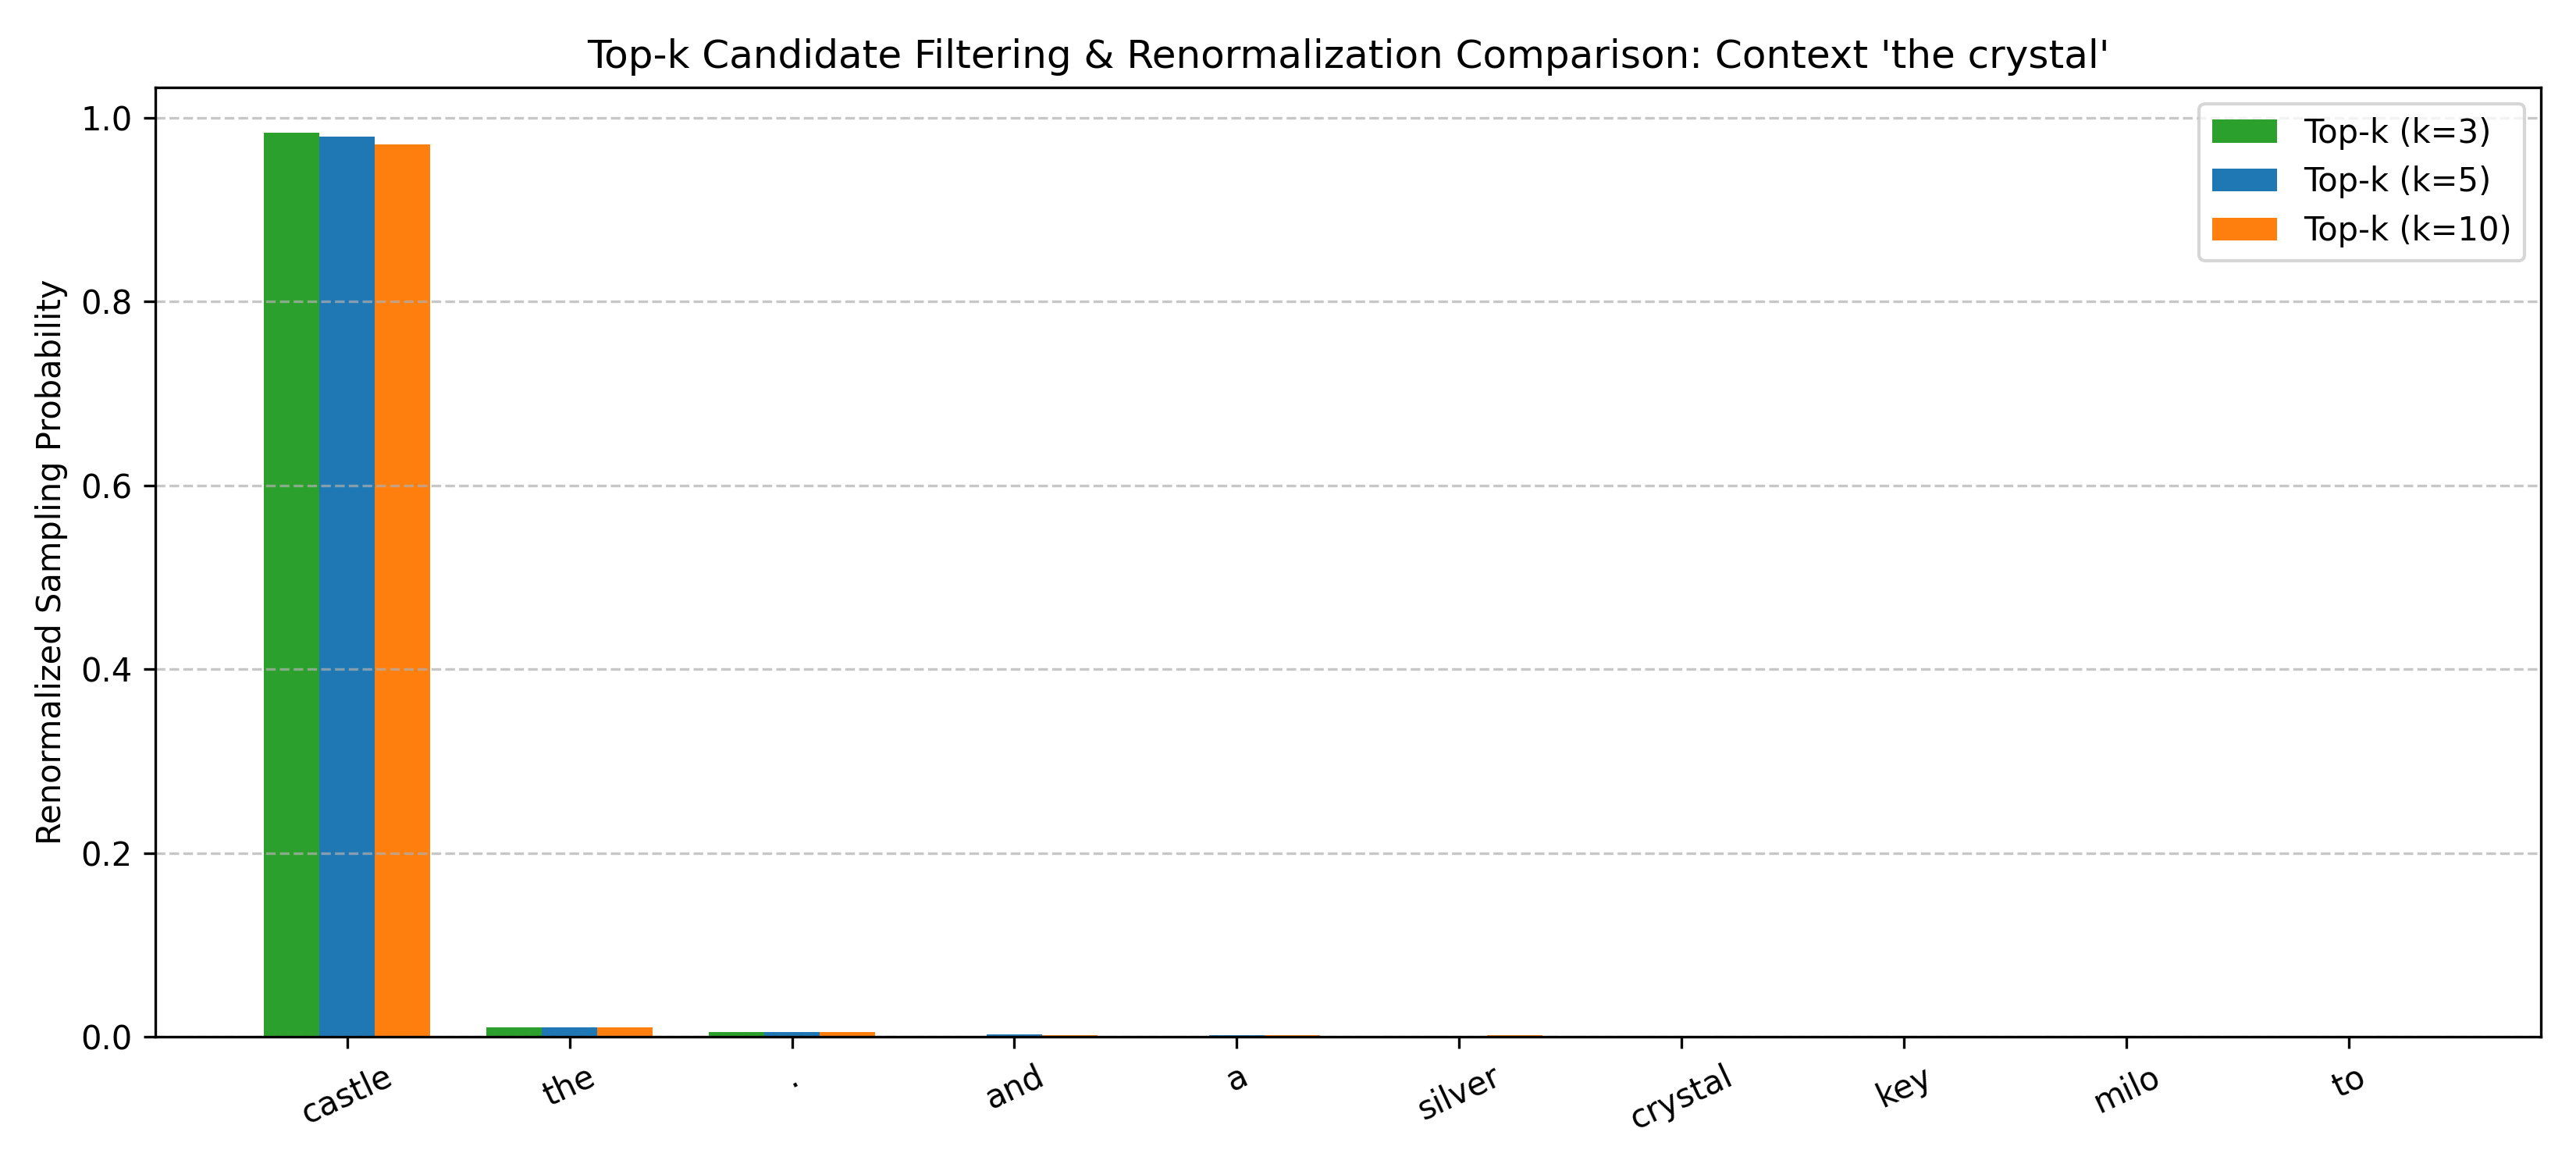 Top-k Candidate Filtering & Renormalization Comparison: Context 'the crystal'
Renormalized Sampling Probability
1.0
0.8
0.6
0.4
0.2
0.0
Top-k (k=3)
Top-k (k=5)
Top-k (k=10)
castle
the
.
and
a
silver
crystal
key
milo
to